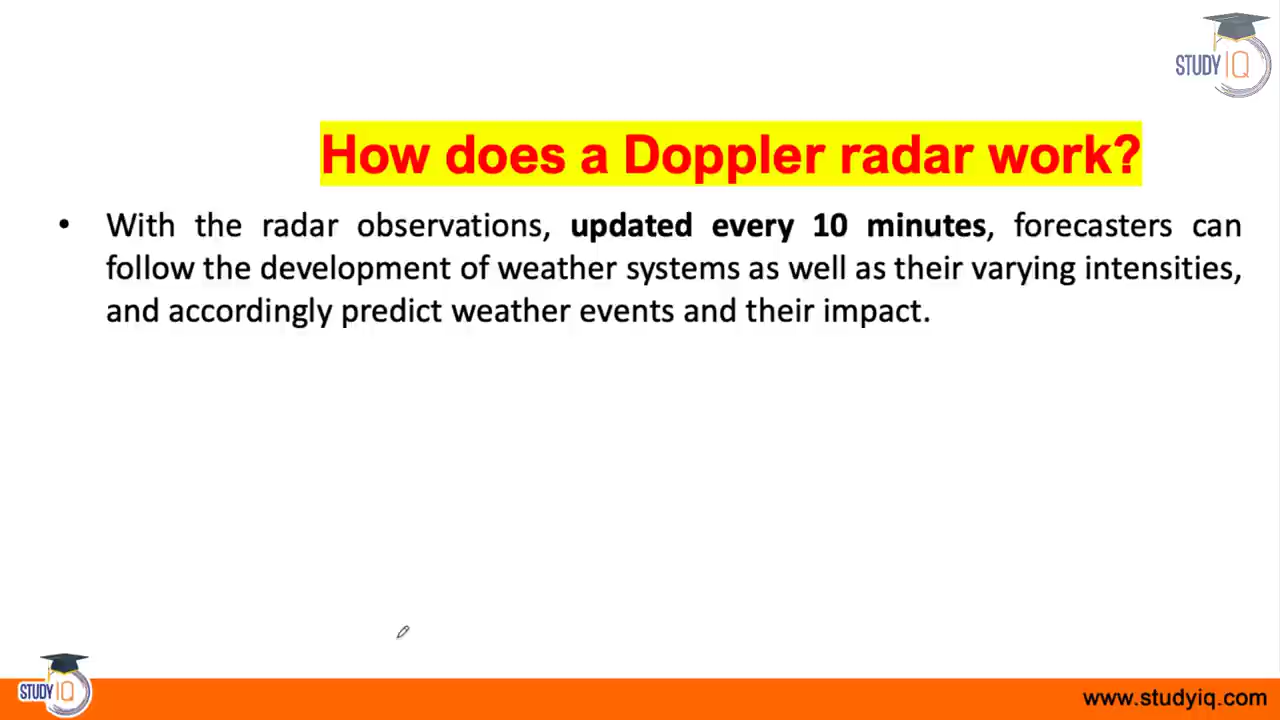 STUDY IQ
How does a Doppler radar work?
• With the radar observations, updated every 10 minutes, forecasters can
follow the development of weather systems as well as their varying intensities,
and accordingly predict weather events and their impact.
STUDY IQ
www.studyiq.com